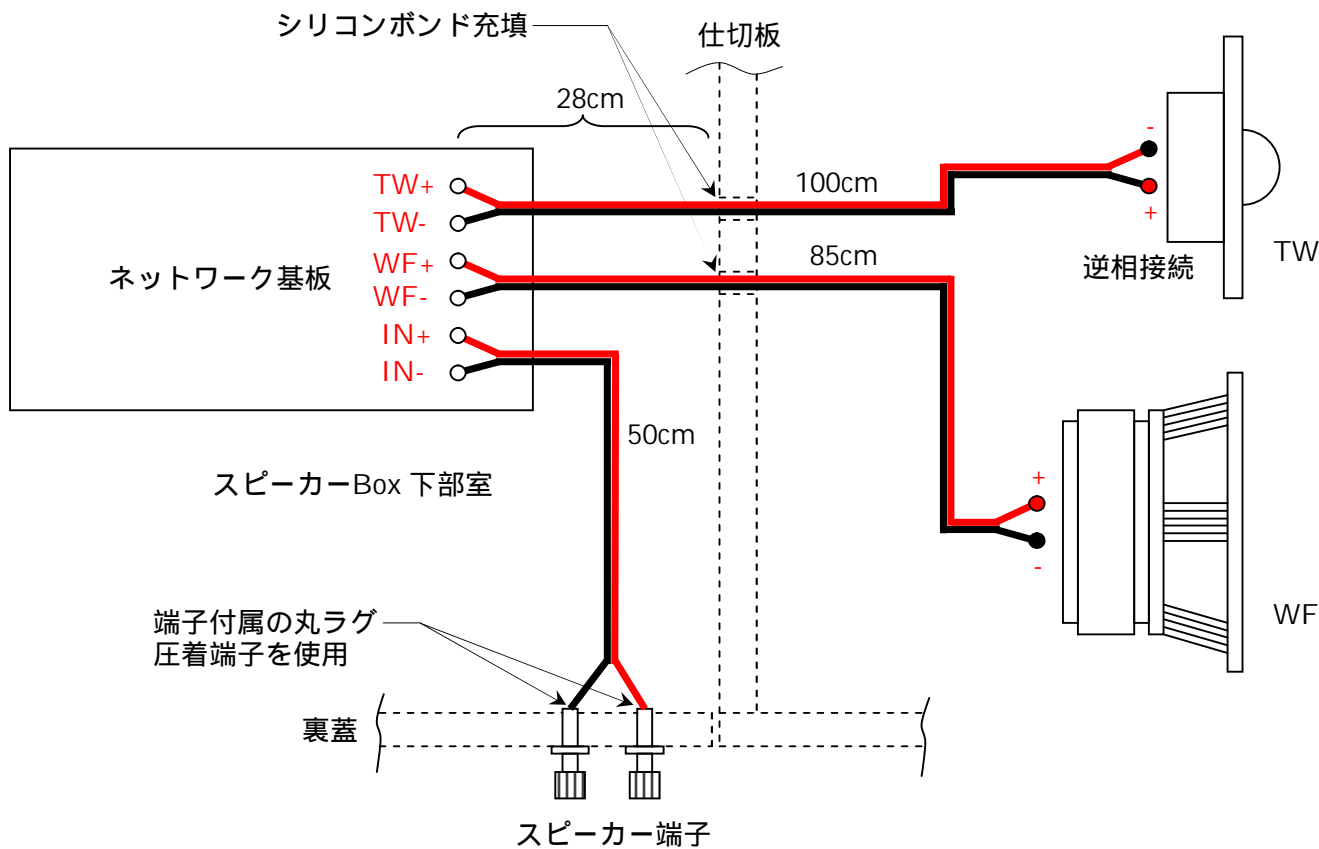 シリコンボンド充填
仕切板
28cm
TW+
TW-
WF+
WF-
IN+
IN-
ネットワーク基板
100cm
85cm
50cm
-
+
逆相接続
TW
+
-
WF
スピーカーBox 下部室
端子付属の丸ラグ
圧着端子を使用
裏蓋
スピーカー端子